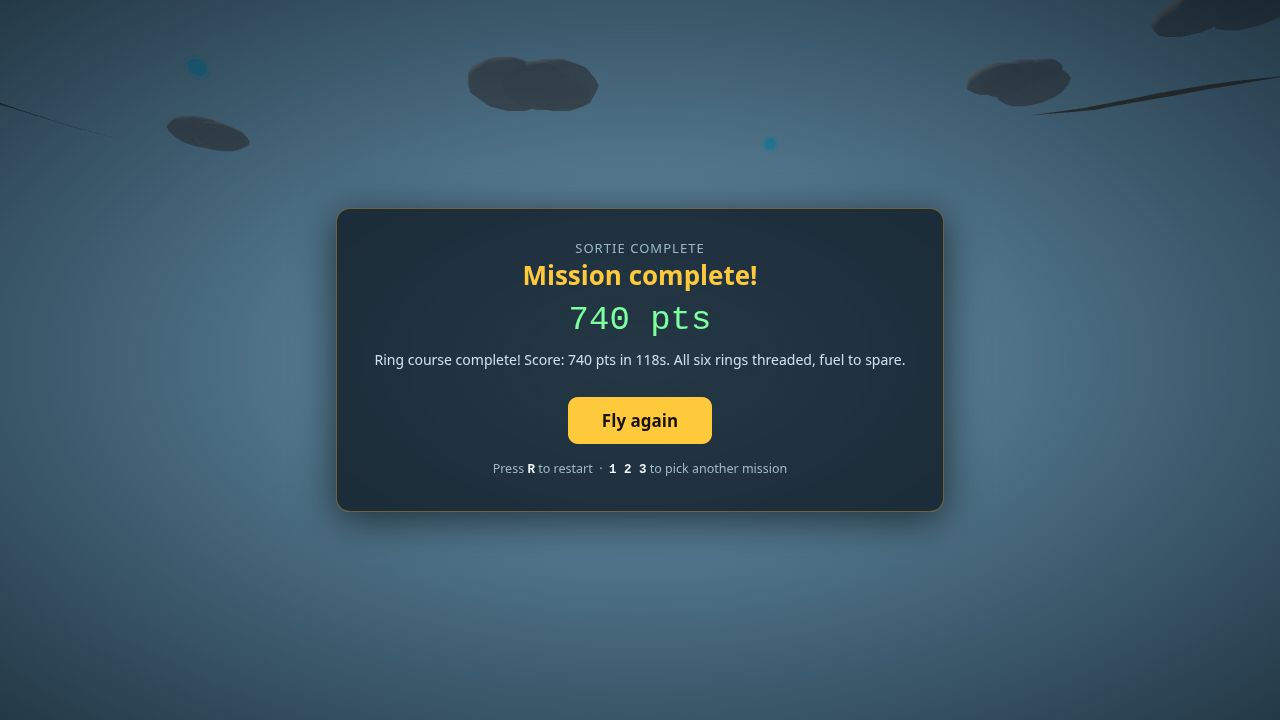 SORTIE COMPLETE
Mission complete!
740 pts
Ring course complete! Score: 740 pts in 118s. All six rings threaded, fuel to spare.
Fly again
Press R to restart · 1 2 3 to pick another mission